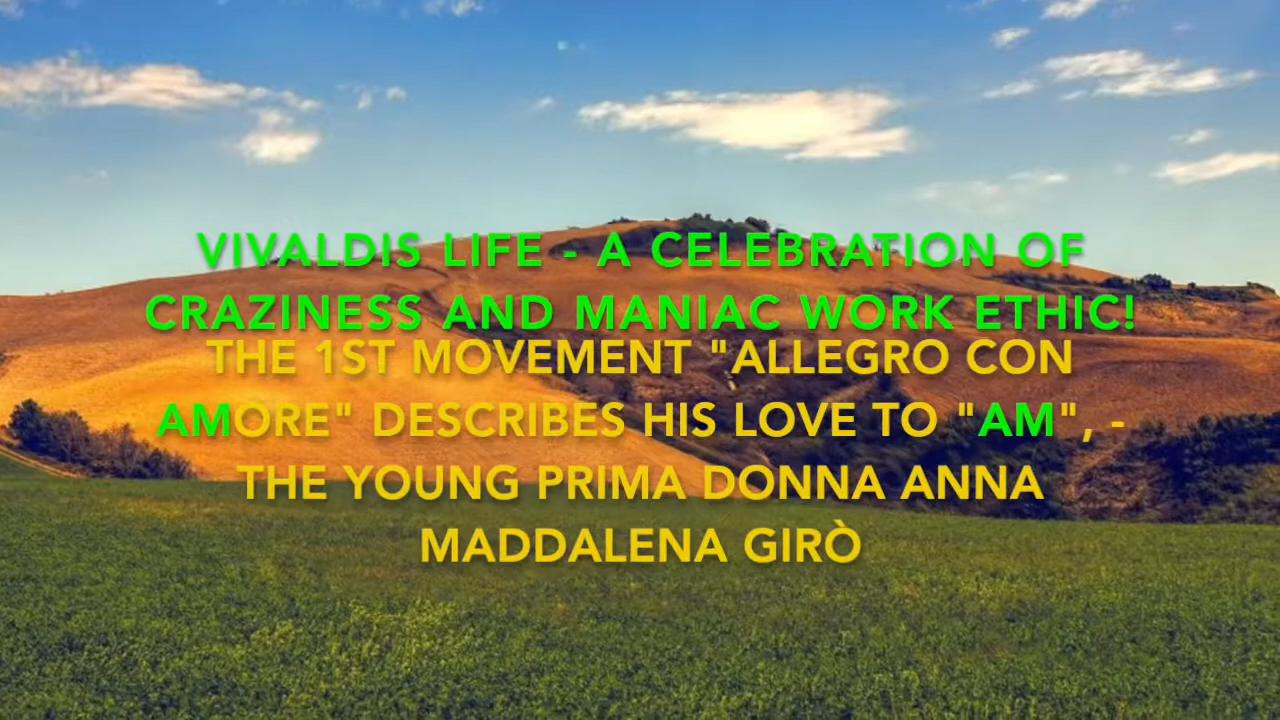 VIVALDIS LIFE - A CELEBRATION OF
CRAZINESS AND MANIAC WORK ETHIC!
THE 1ST MOVEMENT "ALLEGRO CON
AMORE" DESCRIBES HIS LOVE TO "AM", -
THE YOUNG PRIMA DONNA ANNA
MADDALENA GIRÒ